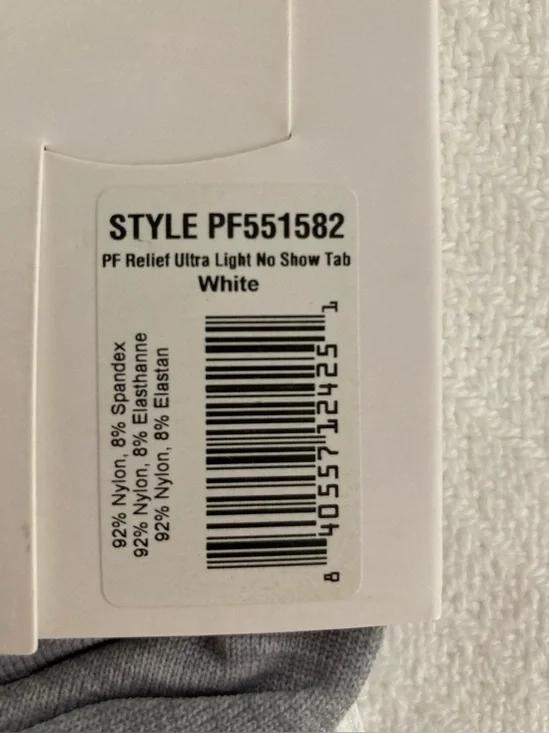 STYLE PF551582
PF Relief Ultra Light No Show Tab
White
92% Nylon, 8% Spandex
92% Nylon, 8% Elasthanne
92% Nylon, 8% Elastan
8 40557 12425 1